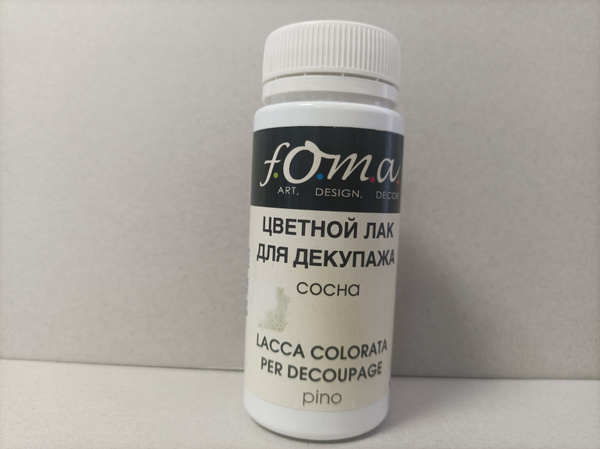 f.o.m.a
ART, DESIGN, DECOR
ЦВЕТНОЙ ЛАК
ДЛЯ ДЕКУПАЖА
сосна
LACCA COLORATA
PER DECOUPAGE
pino